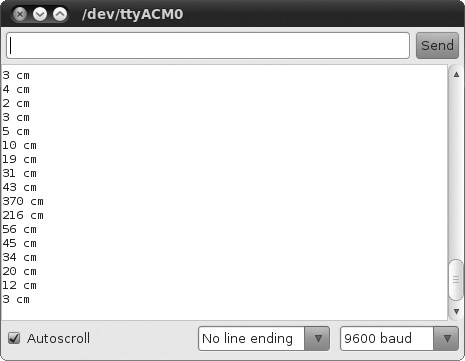 /dev/ttyACM0
Send
3 cm
4 cm
2 cm
3 cm
5 cm
10 cm
19 cm
31 cm
43 cm
370 cm
216 cm
56 cm
45 cm
34 cm
20 cm
12 cm
3 cm
Autoscroll
No line ending
9600 baud